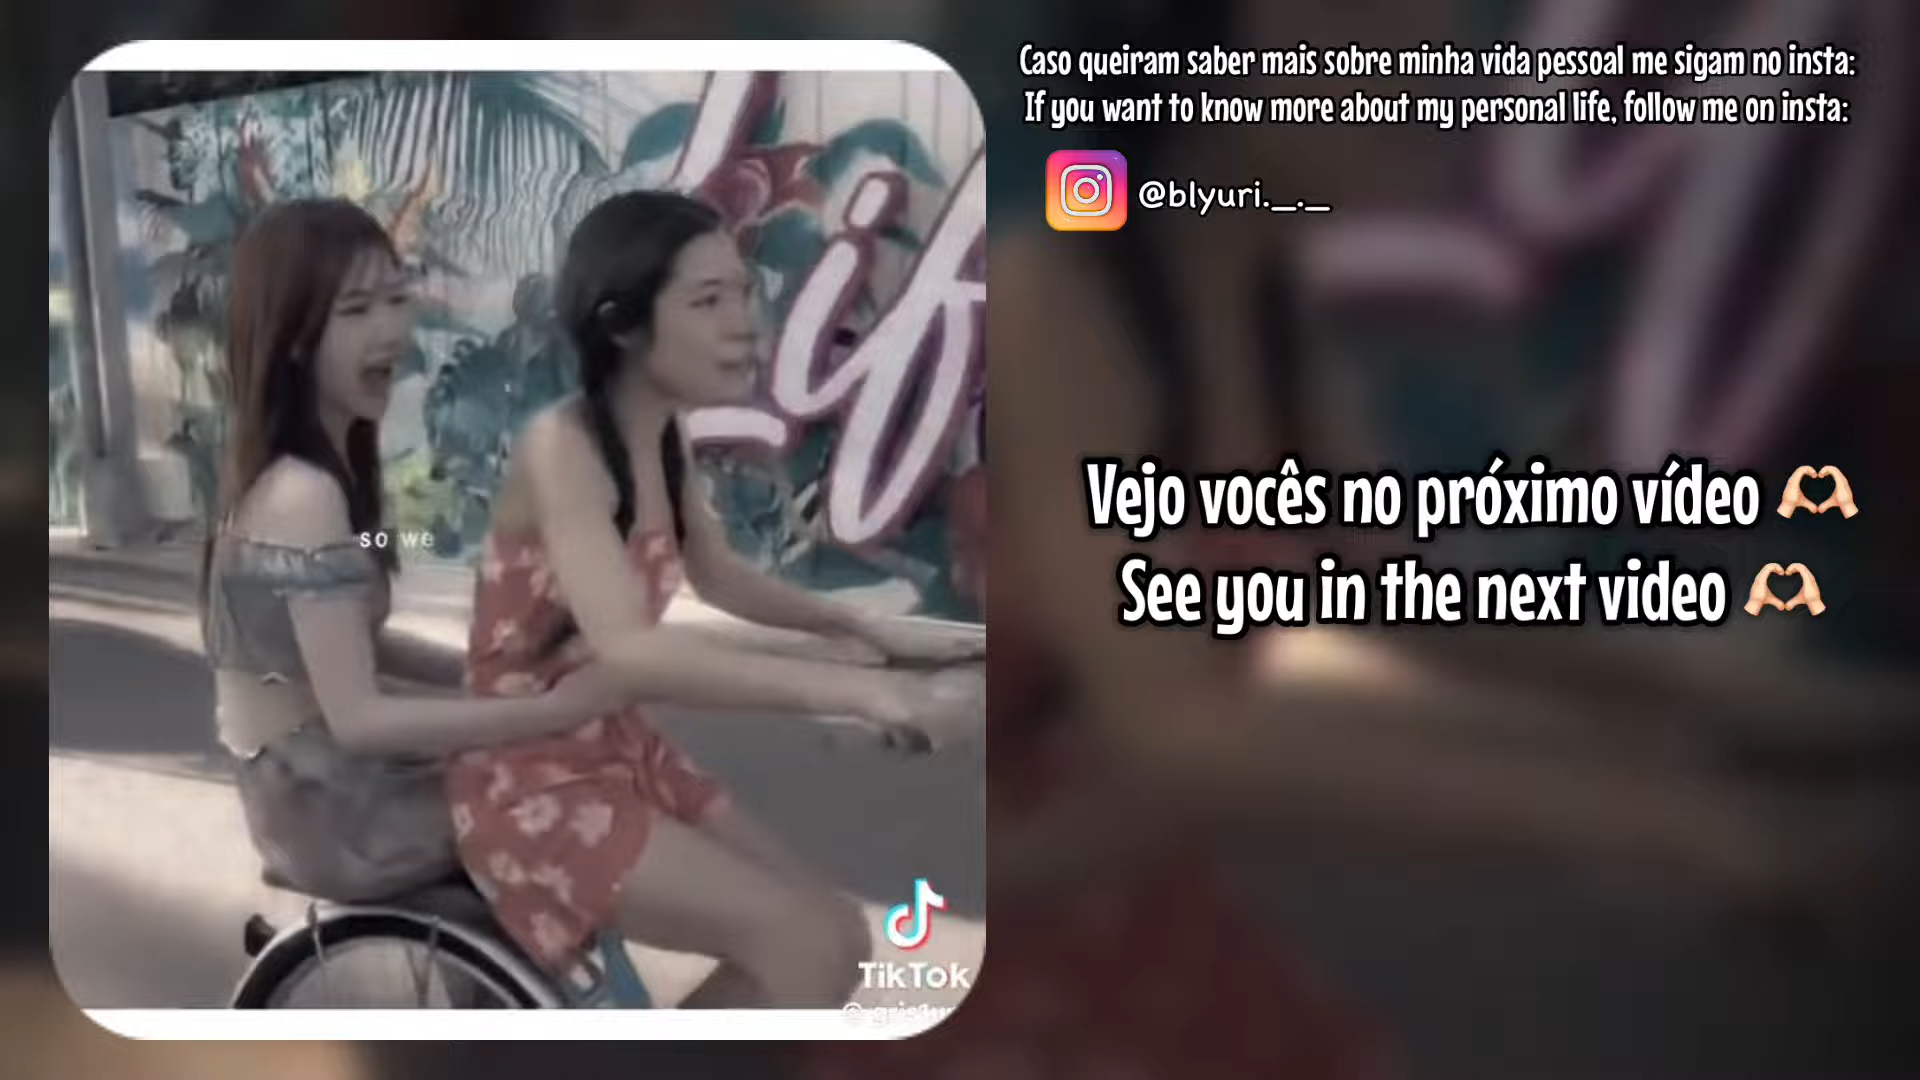 Caso queiram saber mais sobre minha vida pessoal me sigam no insta:
If you want to know more about my personal life, follow me on insta:
@blyuri._._
Vejo vocês no próximo vídeo 🫶🏻
See you in the next video 🫶🏻
so we
TikTok